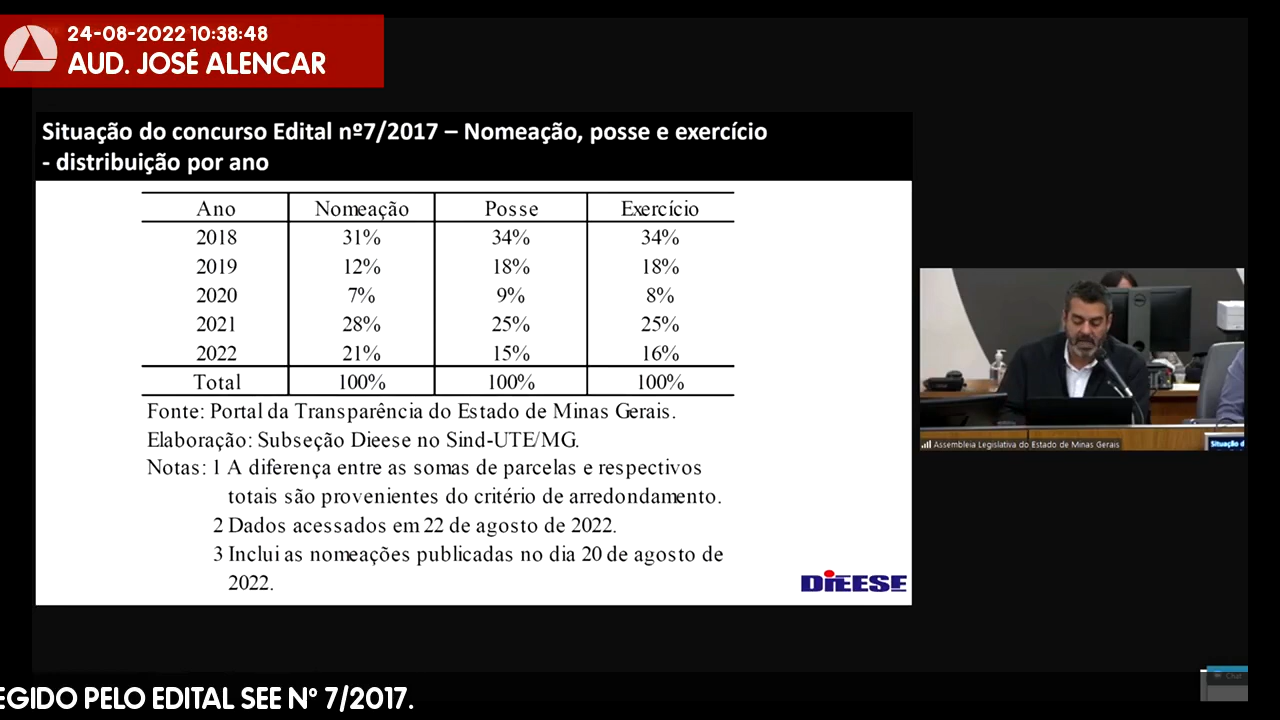 24-08-2022 10:38:48
AUD. JOSÉ ALENCAR
Situação do concurso Edital nº7/2017 – Nomeação, posse e exercício
- distribuição por ano
Ano Nomeação Posse Exercício
2018 31% 34% 34%
2019 12% 18% 18%
2020 7% 9% 8%
2021 28% 25% 25%
2022 21% 15% 16%
Total 100% 100% 100%
Fonte: Portal da Transparência do Estado de Minas Gerais.
Elaboração: Subseção Dieese no Sind-UTE/MG.
Notas: 1 A diferença entre as somas de parcelas e respectivos
totais são provenientes do critério de arredondamento.
2 Dados acessados em 22 de agosto de 2022.
3 Inclui as nomeações publicadas no dia 20 de agosto de
2022.
DIEESE
DELL
Assembleia Legislativa do Estado de Minas Gerais
Situação d
Chat
EGIDO PELO EDITAL SEE Nº 7/2017.